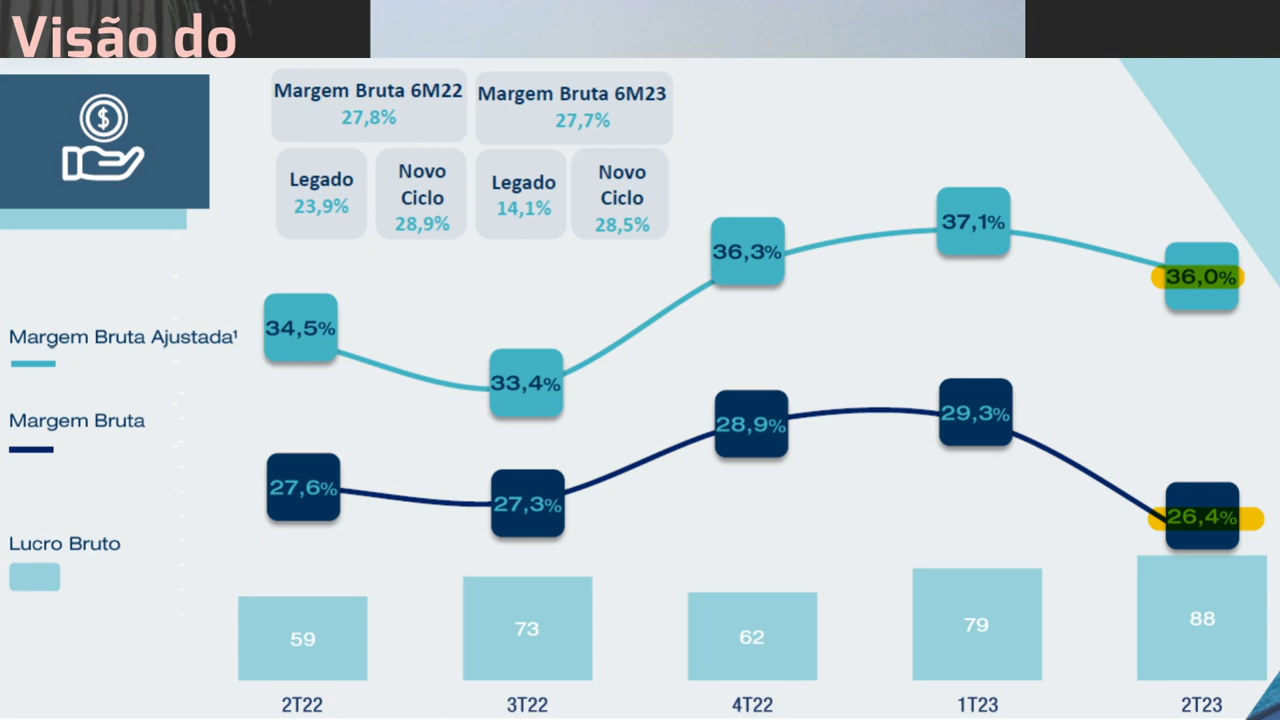 Visão do
$
Margem Bruta 6M22
27,8%
Margem Bruta 6M23
27,7%
Legado
23,9%
Novo
Ciclo
28,9%
Legado
14,1%
Novo
Ciclo
28,5%
Margem Bruta Ajustada¹
34,5%
33,4%
36,3%
37,1%
36,0%
Margem Bruta
27,6%
27,3%
28,9%
29,3%
26,4%
Lucro Bruto
59
73
62
79
88
2T22
3T22
4T22
1T23
2T23